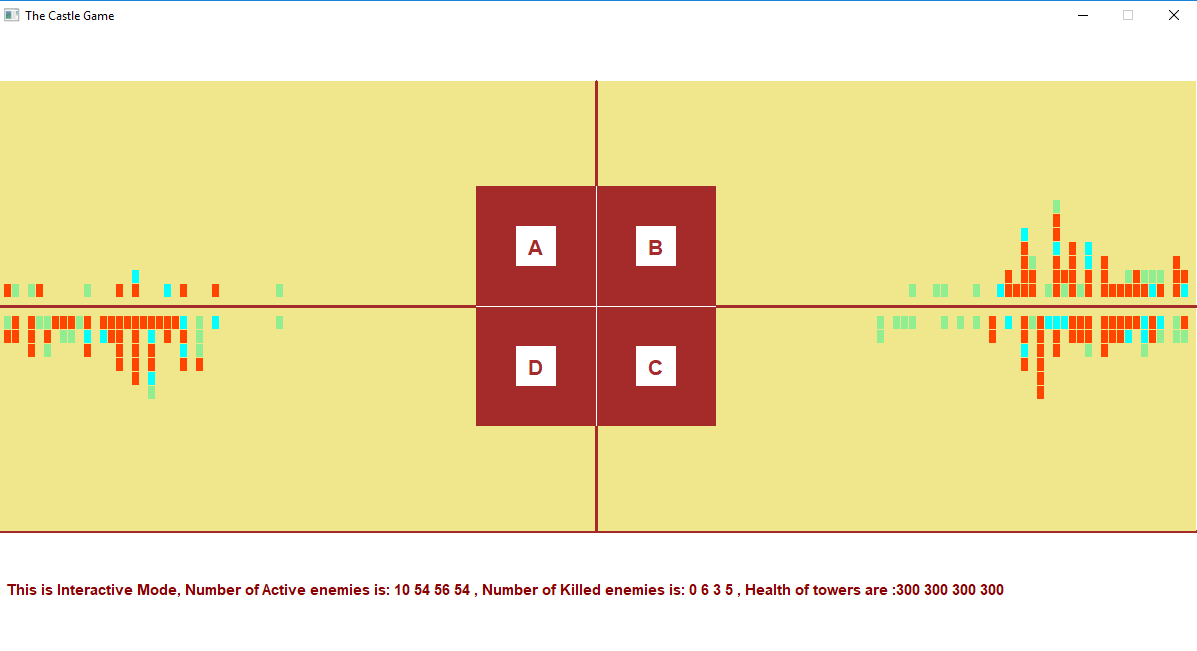 The Castle Game
A B
D C
This is Interactive Mode, Number of Active enemies is: 10 54 56 54 , Number of Killed enemies is: 0 6 3 5 , Health of towers are :300 300 300 300